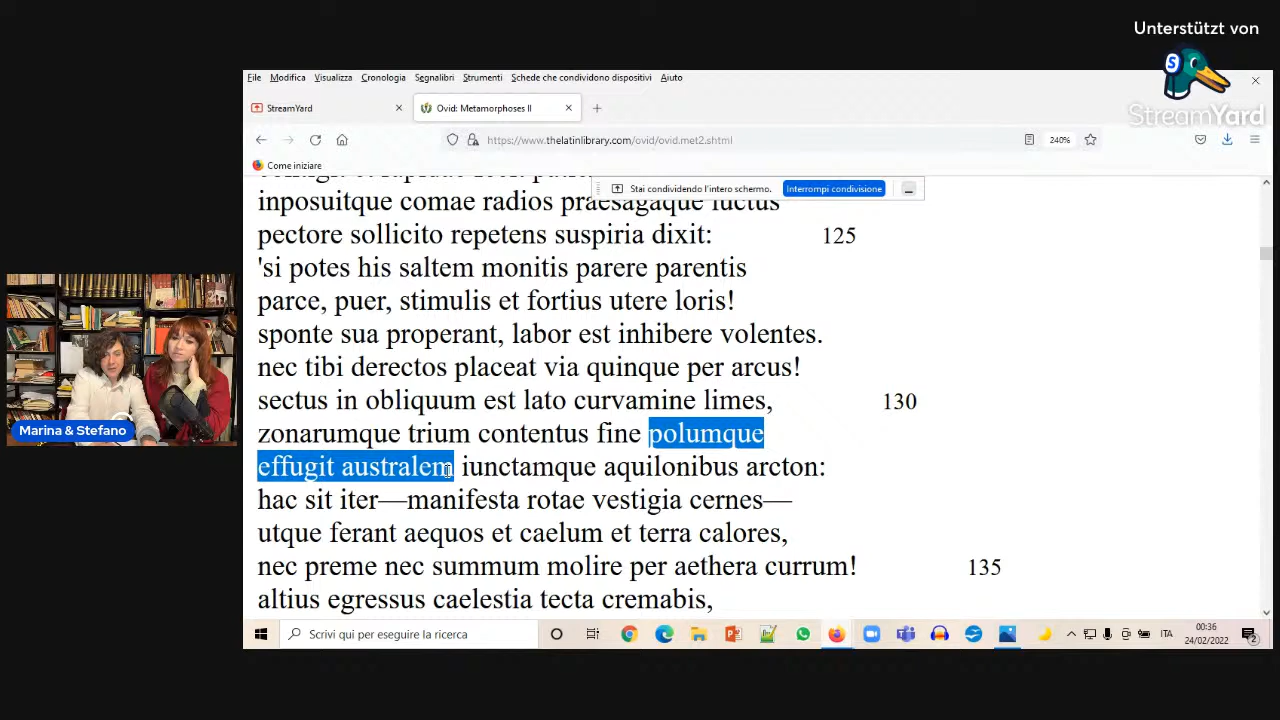 Unterstützt von
StreamYard
File Modifica Visualizza Cronologia Segnalibri Strumenti Schede che condividono dispositivi Aiuto
StreamYard
Ovid: Metamorphoses II
https://www.thelatinlibrary.com/ovid/ovid.met2.shtml
240%
Come iniziare
Stai condividendo l'intero schermo. Interrompi condivisione
inposuitque comae radios praesagaque luctus
pectore sollicito repetens suspiria dixit: 125
'si potes his saltem monitis parere parentis
parce, puer, stimulis et fortius utere loris!
sponte sua properant, labor est inhibere volentes.
nec tibi derectos placeat via quinque per arcus!
sectus in obliquum est lato curvamine limes, 130
zonarumque trium contentus fine polumque
effugit australem iunctamque aquilonibus arcton:
hac sit iter—manifesta rotae vestigia cernes—
utque ferant aequos et caelum et terra calores,
nec preme nec summum molire per aethera currum! 135
altius egressus caelestia tecta cremabis,
Marina & Stefano
Scrivi qui per eseguire la ricerca
ITA
00:36
24/02/2022
2